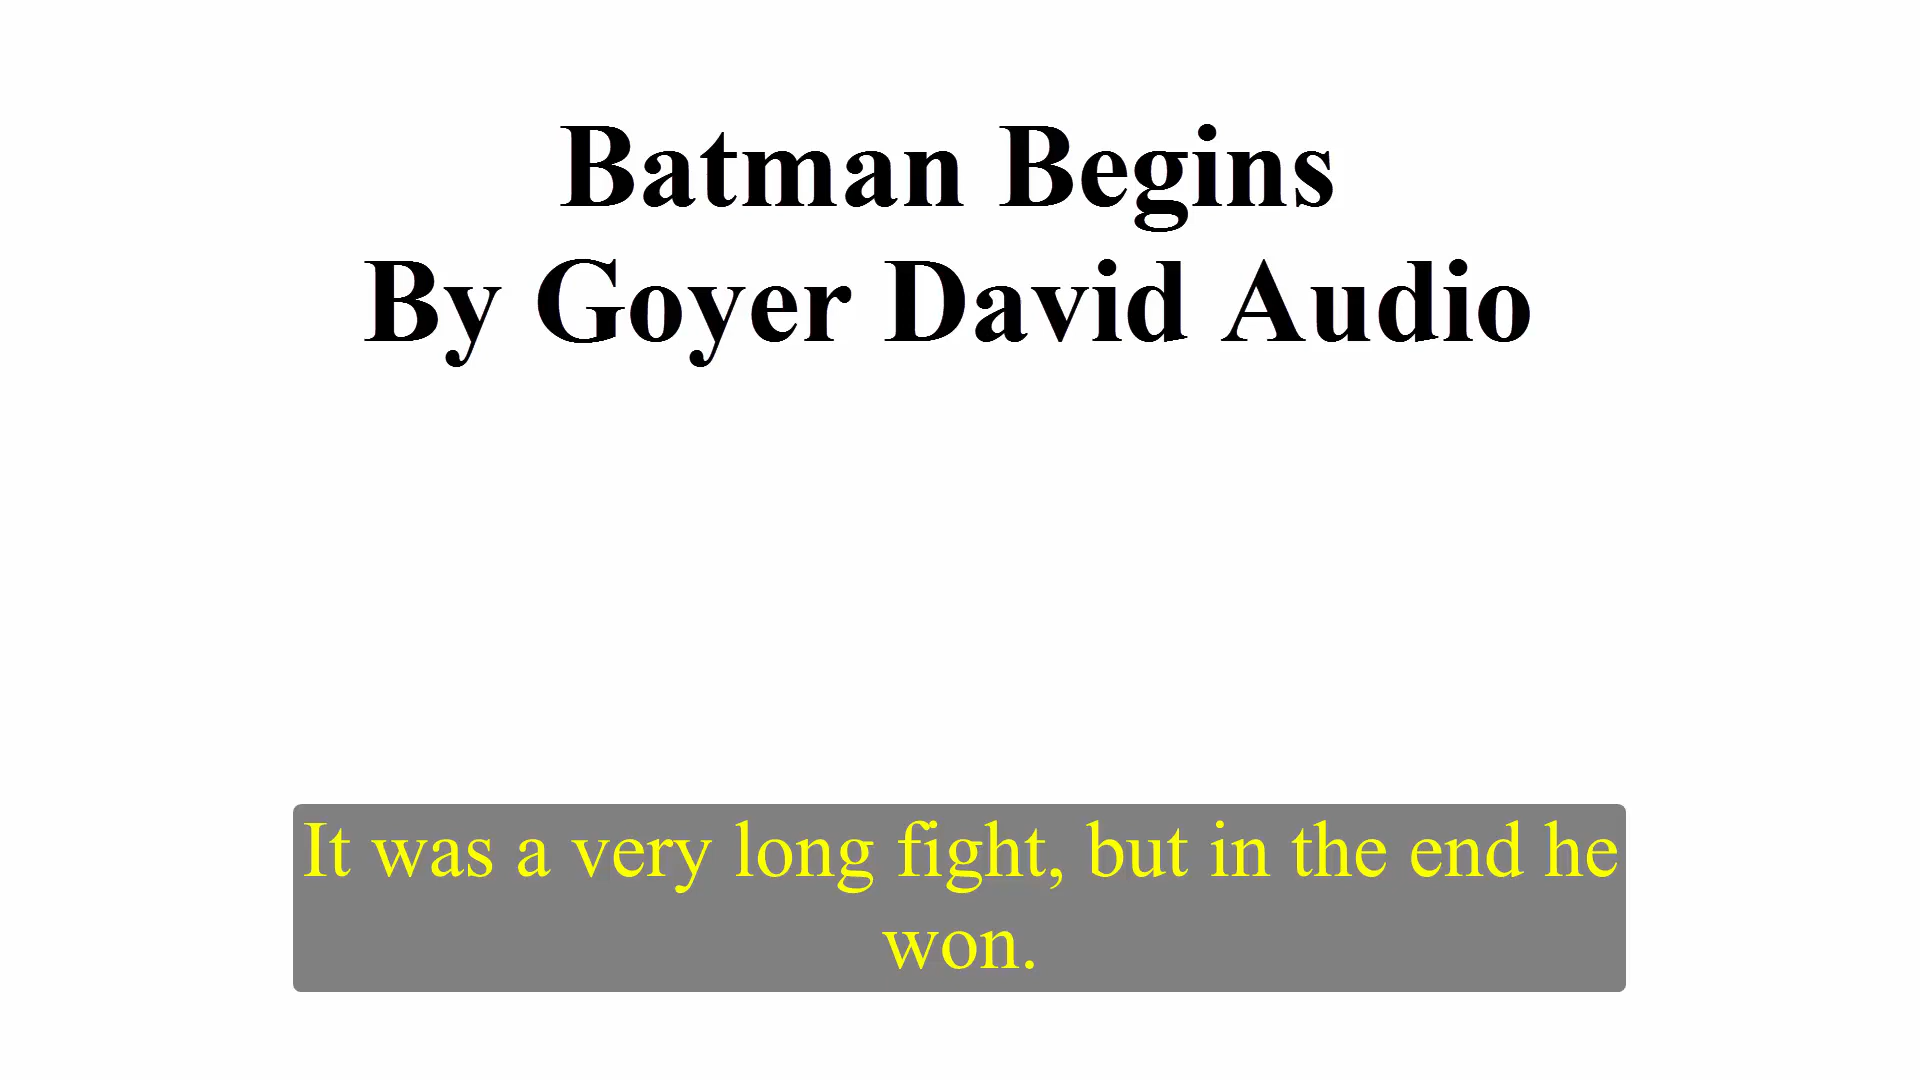 Batman Begins
By Goyer David Audio
It was a very long fight, but in the end he
won.